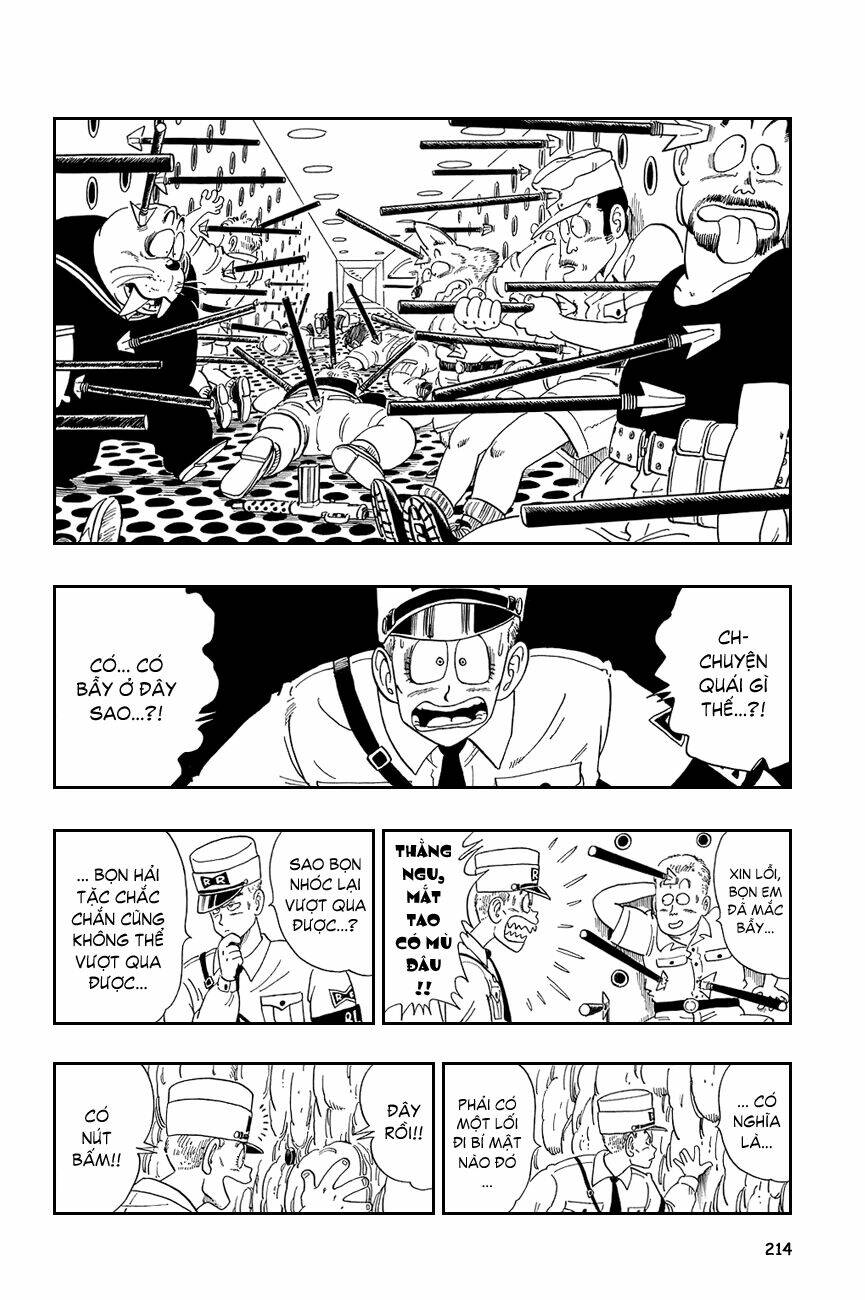 CH-
CHUYỆN
QUÁI GÌ
THẾ...?!
CÓ... CÓ
BẪY Ở ĐÂY
SAO...?!
XIN LỖI,
BỌN EM
ĐÃ MẮC
BẪY...
THẰNG
NGU,
MẮT
TAO
CÓ MÙ
ĐÂU
!!
SAO BỌN
NHÓC LẠI
VƯỢT QUA
ĐƯỢC...?
... BỌN HẢI
TẶC CHẮC
CHẮN CŨNG
KHÔNG THỂ
VƯỢT QUA
ĐƯỢC...
RR
... CÓ
NGHĨA
LÀ...
PHẢI CÓ
MỘT LỐI
ĐI BÍ MẬT
NÀO ĐÓ
...
ĐÂY
RỒI!!
CÓ
NÚT
BẤM!!
214